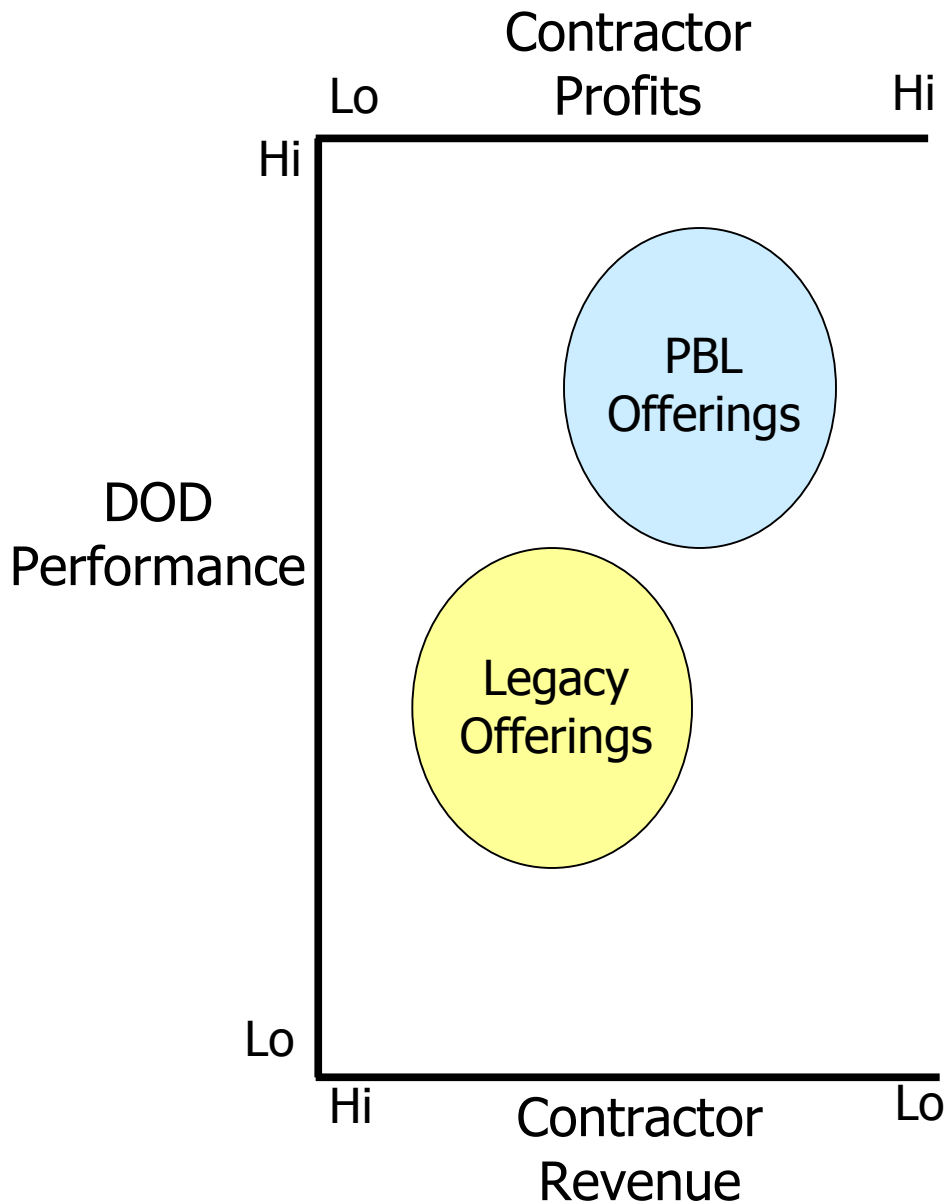 Contractor
Profits
Lo
Hi
Hi
PBL
Offerings
DOD
Performance
Legacy
Offerings
Lo
Hi
Lo
Contractor
Revenue